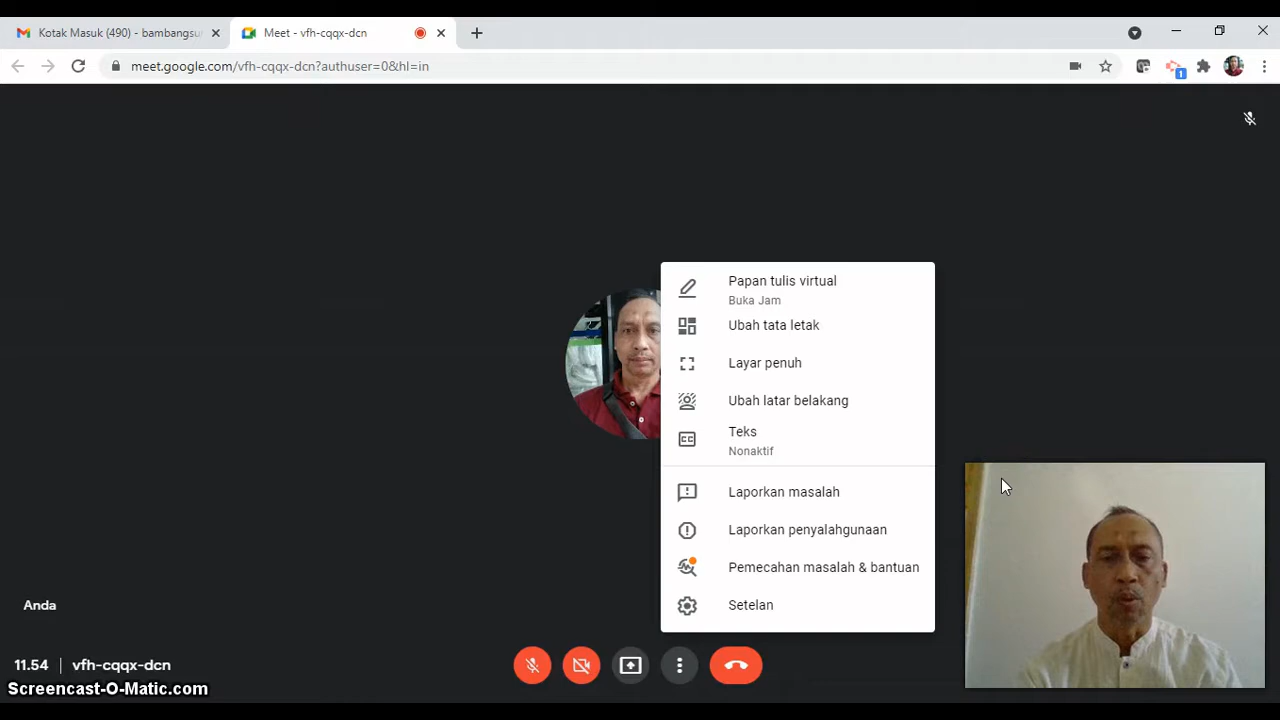 Kotak Masuk (490) - bambangsu
Meet - vfh-cqqx-dcn
meet.google.com/vfh-cqqx-dcn?authuser=0&hl=in
1
Papan tulis virtual
Buka Jam
Ubah tata letak
Layar penuh
Ubah latar belakang
CC
Teks
Nonaktif
Laporkan masalah
Laporkan penyalahgunaan
Pemecahan masalah & bantuan
Setelan
Anda
11.54 | vfh-cqqx-dcn
Screencast-O-Matic.com